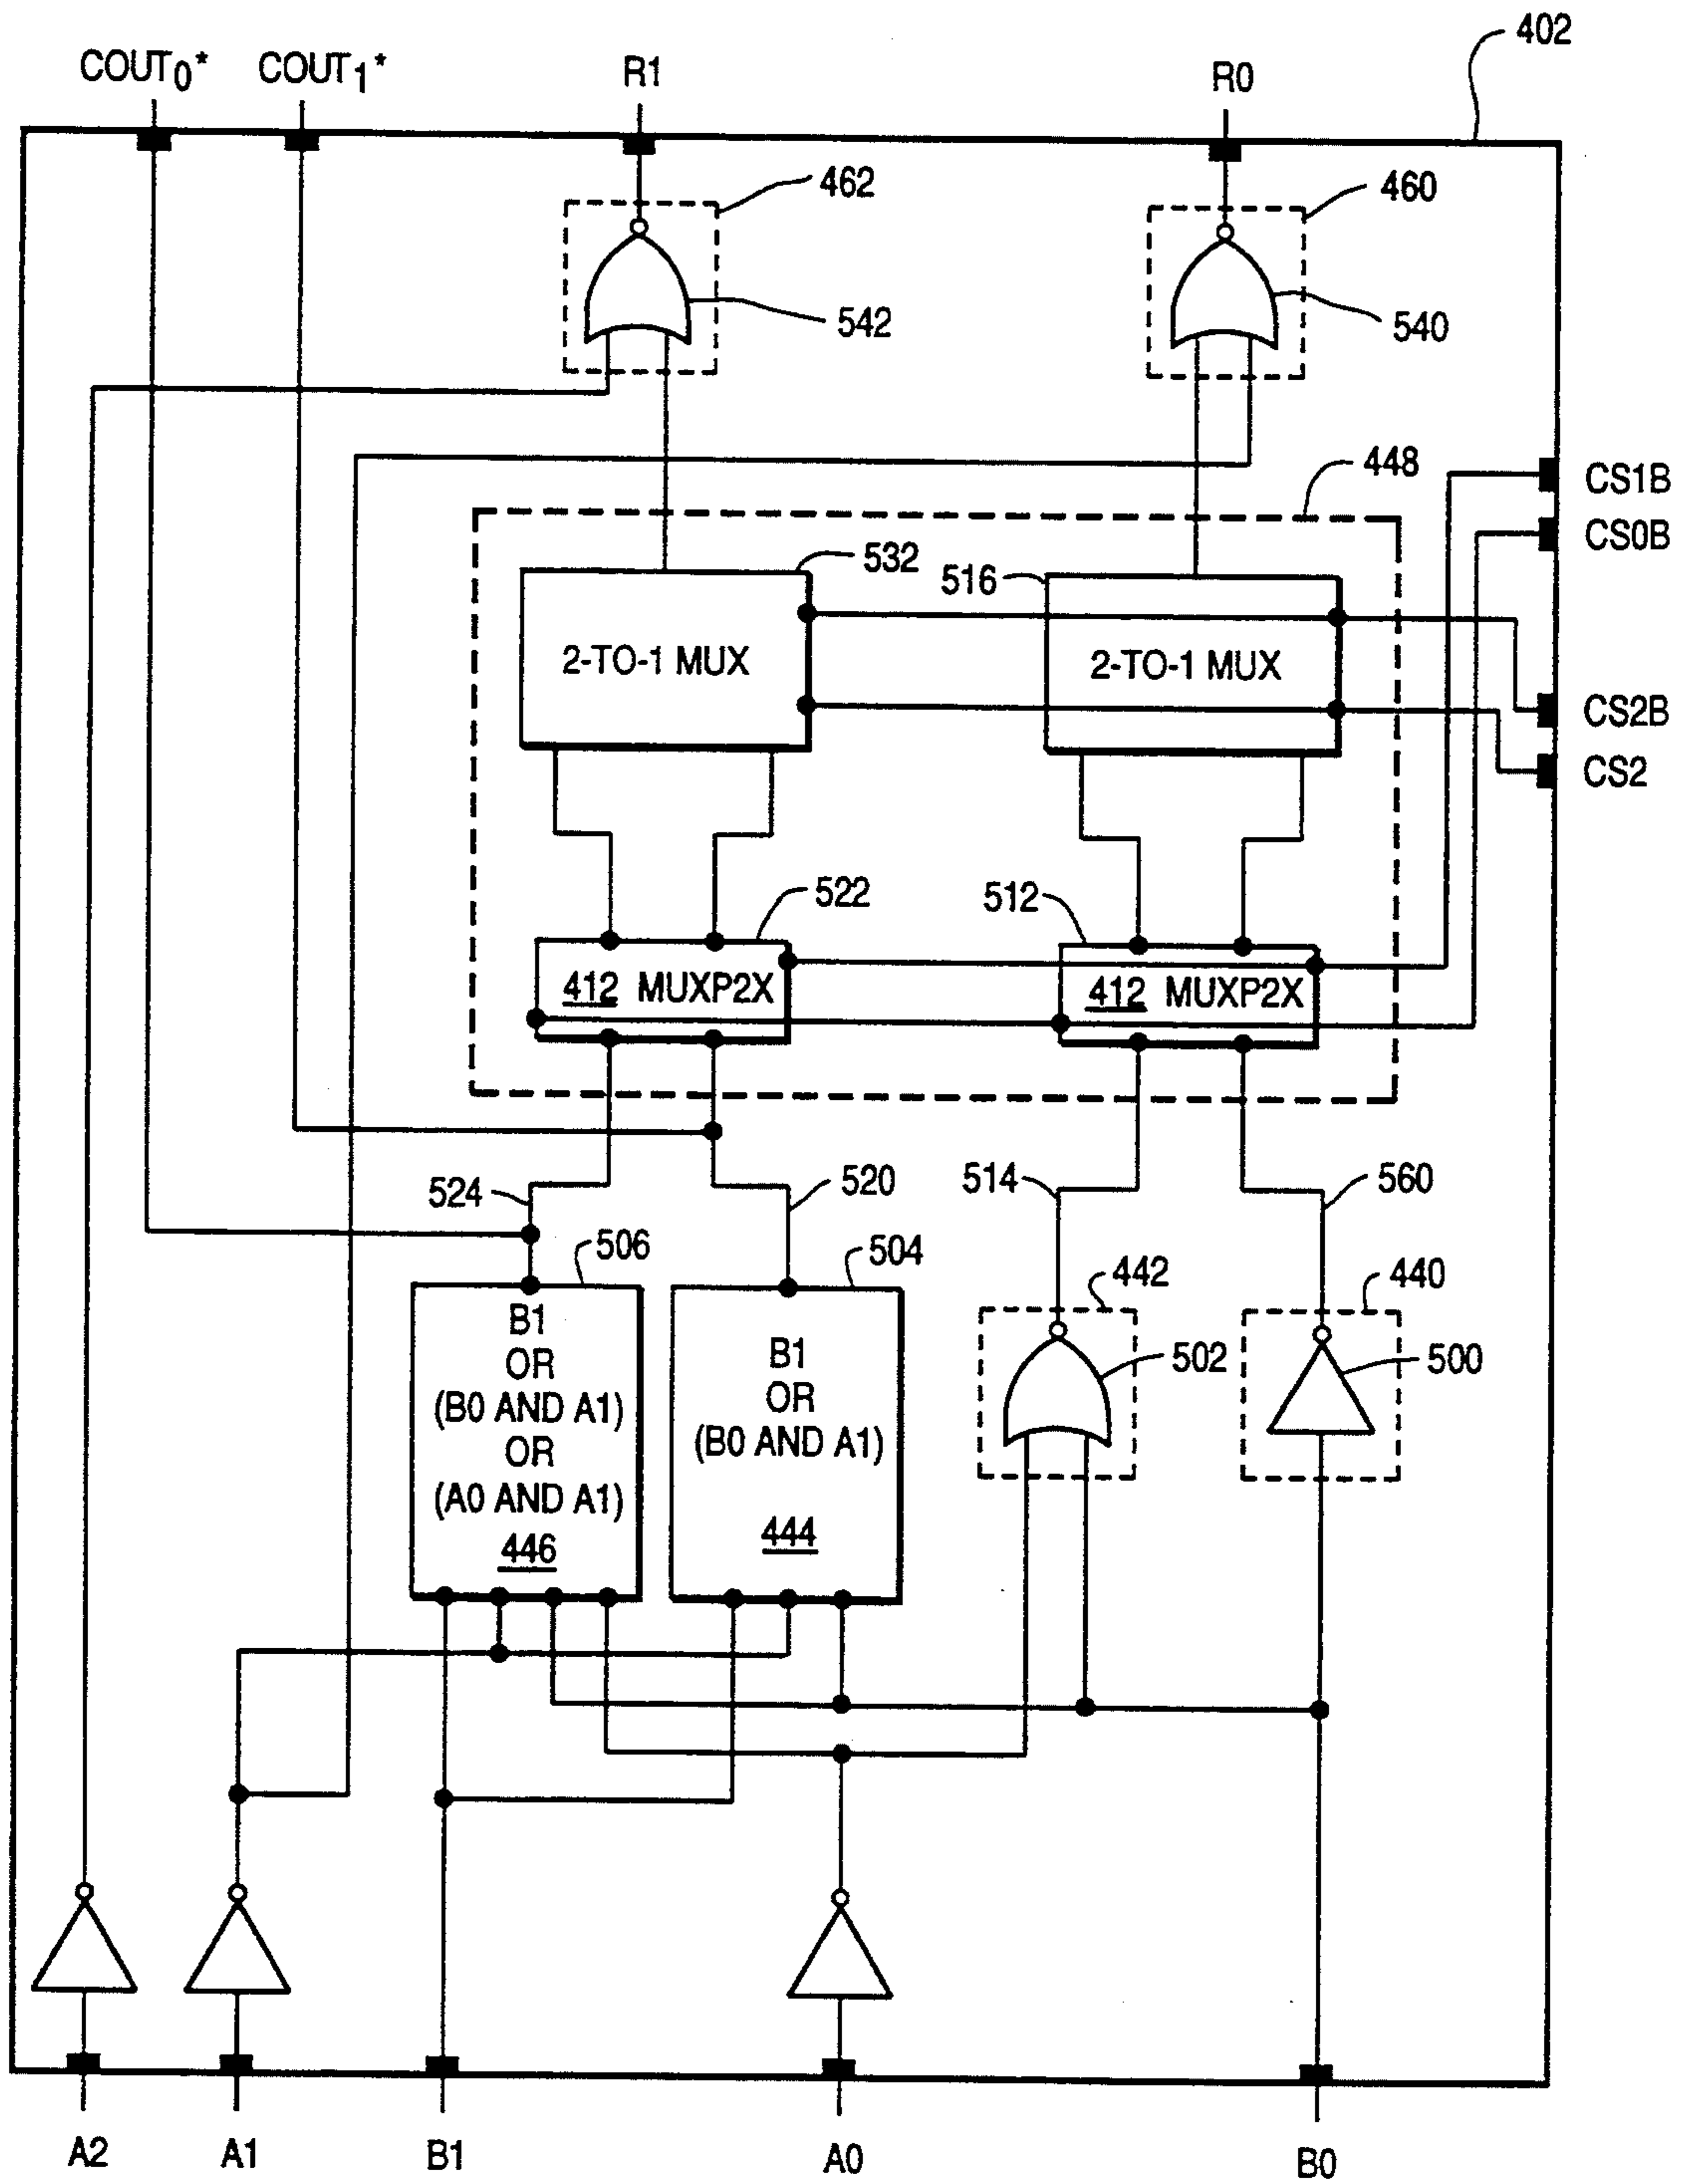 402
COUT0* COUT1* R1 R0
462 460
542 540
448
CS1B
CS0B
532
516
2-TO-1 MUX 2-TO-1 MUX
CS2B
CS2
522 512
412 MUXP2X 412 MUXP2X
524 520 514 560
506 504 442 440
B1
OR
(B0 AND A1)
OR
(A0 AND A1)
446
B1
OR
(B0 AND A1)
444
502 500
A2 A1 B1 A0 B0